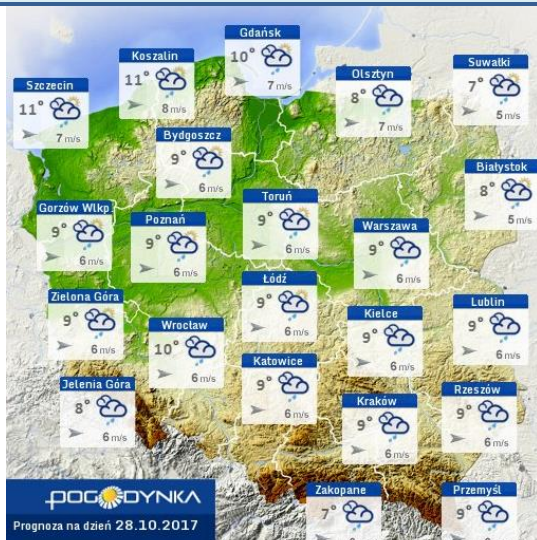 Gdańsk
10°
7 m/s
Koszalin
11°
8 m/s
Szczecin
11°
7 m/s
Olsztyn
8°
7 m/s
Suwałki
7°
5 m/s
Bydgoszcz
9°
6 m/s
Białystok
8°
5 m/s
Toruń
9°
6 m/s
Gorzów Wlkp
9°
6 m/s
Poznań
9°
6 m/s
Warszawa
9°
6 m/s
Łódź
9°
6 m/s
Zielona Góra
9°
6 m/s
Wrocław
10°
6 m/s
Kielce
9°
6 m/s
Lublin
9°
6 m/s
Katowice
9°
6 m/s
Jelenia Góra
8°
6 m/s
Kraków
9°
6 m/s
Rzeszów
9°
6 m/s
Zakopane
7°
Przemyśl
9°
POGODYNKA
Prognoza na dzień 28.10.2017